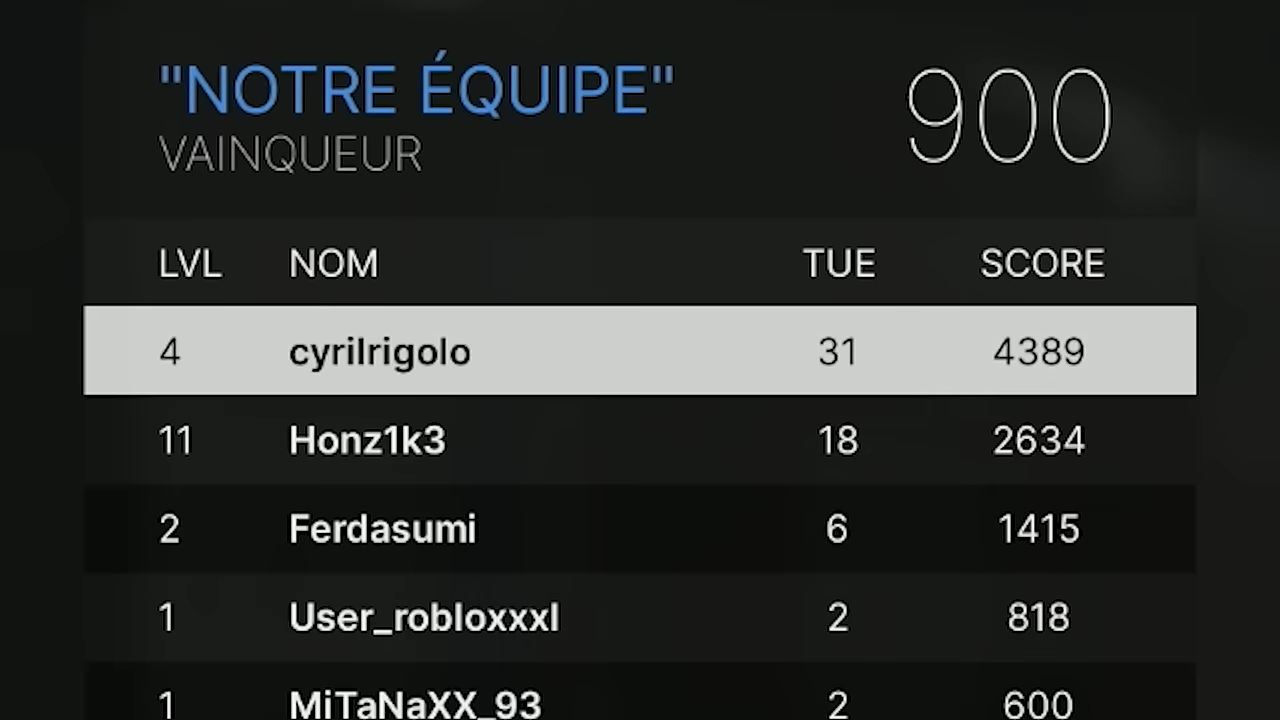 "NOTRE ÉQUIPE" 900
VAINQUEUR
LVL NOM TUE SCORE
4 cyrilrigolo 31 4389
11 Honz1k3 18 2634
2 Ferdasumi 6 1415
1 User_robloxxxl 2 818
1 MiTaNaXX_93 2 600